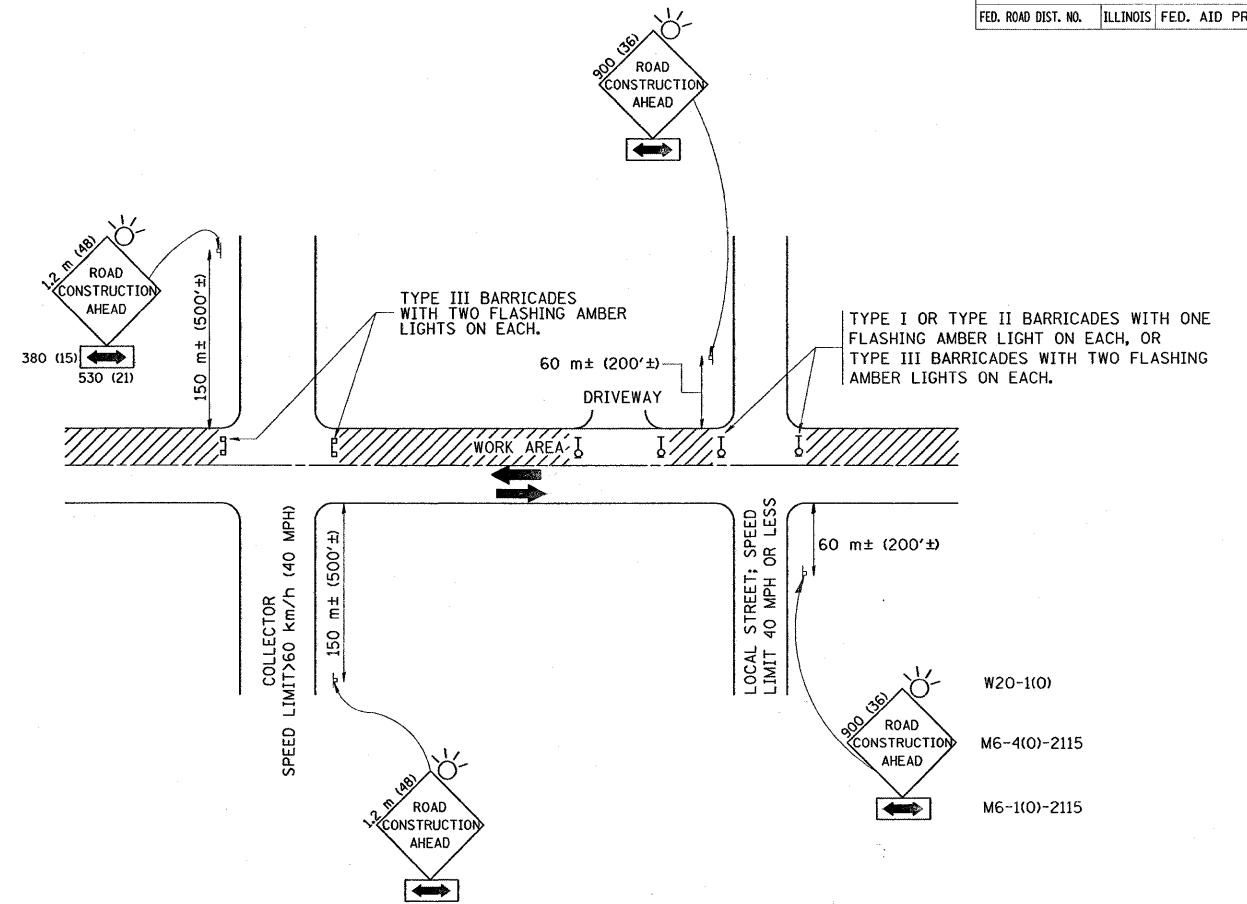 FED. ROAD DIST. NO. ILLINOIS FED. AID PR
900 (36)
ROAD
CONSTRUCTION
AHEAD
1.2 m (48)
ROAD
CONSTRUCTION
AHEAD
380 (15)
530 (21)
150 m± (500'±)
TYPE III BARRICADES
WITH TWO FLASHING AMBER
LIGHTS ON EACH.
60 m± (200'±)
DRIVEWAY
TYPE I OR TYPE II BARRICADES WITH ONE
FLASHING AMBER LIGHT ON EACH, OR
TYPE III BARRICADES WITH TWO FLASHING
AMBER LIGHTS ON EACH.
WORK AREA
COLLECTOR
SPEED LIMIT>60 km/h (40 MPH)
150 m± (500'±)
LOCAL STREET; SPEED
LIMIT 40 MPH OR LESS
60 m± (200'±)
1.2 m (48)
ROAD
CONSTRUCTION
AHEAD
900 (36)
ROAD
CONSTRUCTION
AHEAD
W20-1(O)
M6-4(O)-2115
M6-1(O)-2115